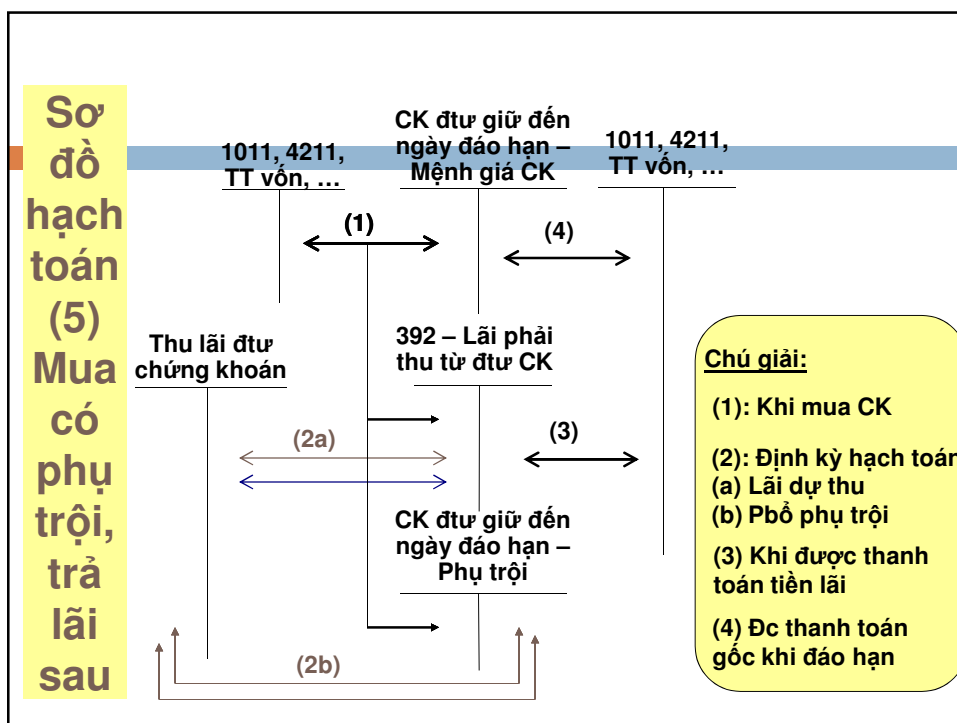 Sơ
đồ
hạch
toán
(5)
Mua
có
phụ
trội,
trả
lãi
sau
1011, 4211,
TT vốn, …
CK đtư giữ đến
ngày đáo hạn –
Mệnh giá CK
1011, 4211,
TT vốn, …
(1)
(4)
Thu lãi đtư
chứng khoán
392 – Lãi phải
thu từ đtư CK
(2a)
(3)
CK đtư giữ đến
ngày đáo hạn –
Phụ trội
(2b)
Chú giải:
(1): Khi mua CK
(2): Định kỳ hạch toán
(a) Lãi dự thu
(b) Pbổ phụ trội
(3) Khi được thanh
toán tiền lãi
(4) Đc thanh toán
gốc khi đáo hạn